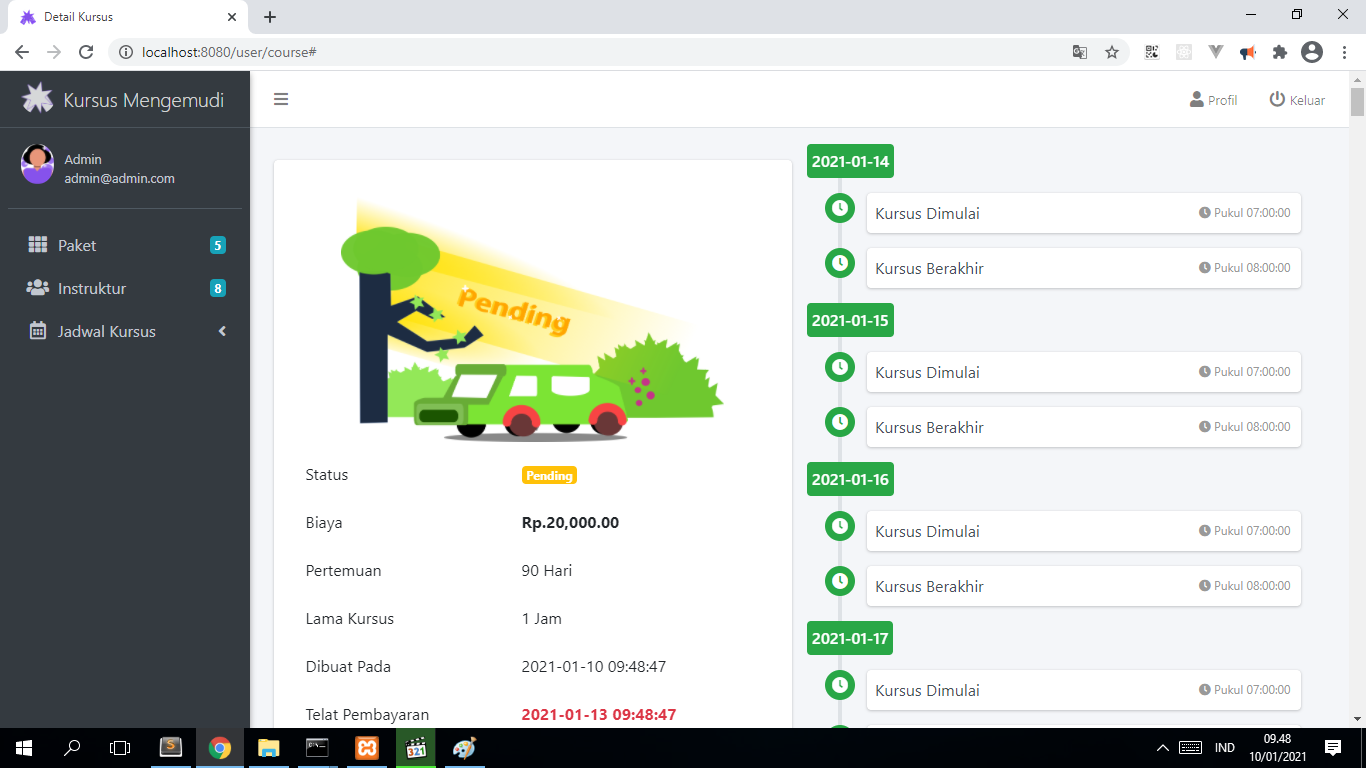 Detail Kursus
localhost:8080/user/course#
Kursus Mengemudi
Profil
Keluar
Admin
admin@admin.com
Paket 5
Instruktur 8
Jadwal Kursus
Pending
Status Pending
Biaya Rp.20,000.00
Pertemuan 90 Hari
Lama Kursus 1 Jam
Dibuat Pada 2021-01-10 09:48:47
Telat Pembayaran 2021-01-13 09:48:47
2021-01-14
Kursus Dimulai Pukul 07:00:00
Kursus Berakhir Pukul 08:00:00
2021-01-15
Kursus Dimulai Pukul 07:00:00
Kursus Berakhir Pukul 08:00:00
2021-01-16
Kursus Dimulai Pukul 07:00:00
Kursus Berakhir Pukul 08:00:00
2021-01-17
Kursus Dimulai Pukul 07:00:00
321
IND
09.48
10/01/2021